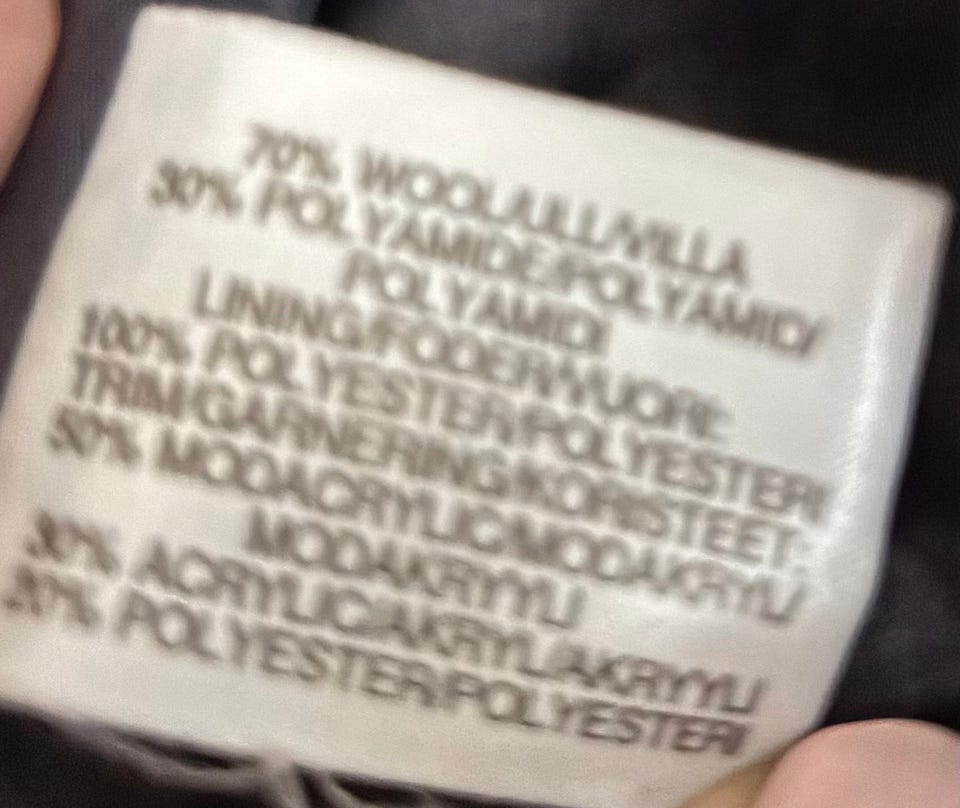 70% WOOL/ULL/VILLA
30% POLYAMIDE/POLYAMID/
POLYAMIDI
LINING/FODER/VUORI:
100% POLYESTER/POLYESTERI
TRIM/GARNERING/KORISTEET:
50% MODACRYLIC/MODAKRYL/
MODAKRYYLI
30% ACRYLIC/AKRYL/AKRYYLI
20% POLYESTER/POLYESTERI